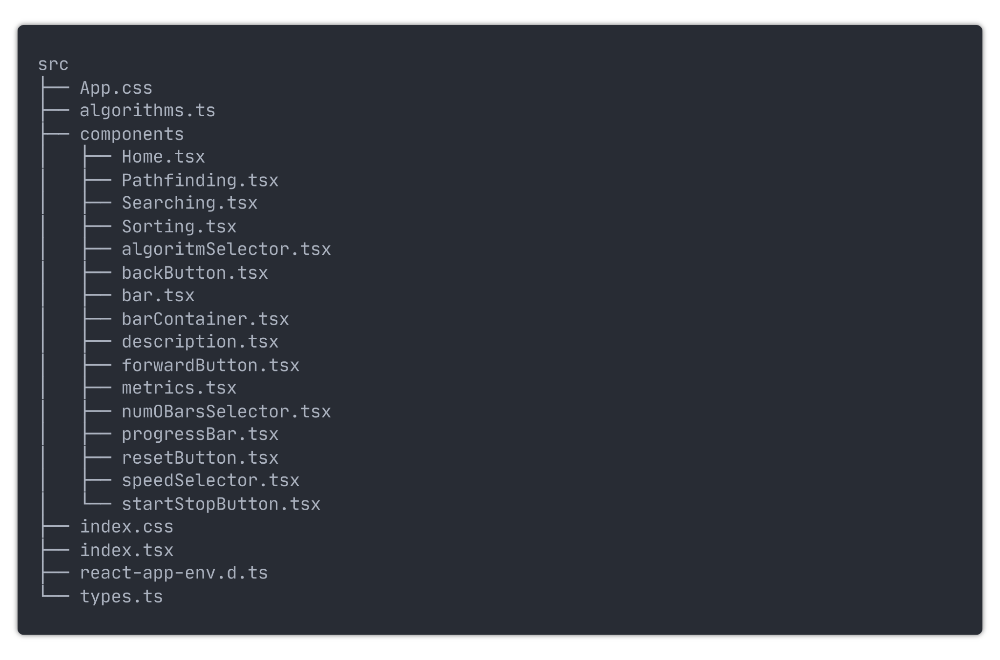 src
├── App.css
├── algorithms.ts
├── components
│   ├── Home.tsx
│   ├── Pathfinding.tsx
│   ├── Searching.tsx
│   ├── Sorting.tsx
│   ├── algoritmSelector.tsx
│   ├── backButton.tsx
│   ├── bar.tsx
│   ├── barContainer.tsx
│   ├── description.tsx
│   ├── forwardButton.tsx
│   ├── metrics.tsx
│   ├── numOBarsSelector.tsx
│   ├── progressBar.tsx
│   ├── resetButton.tsx
│   ├── speedSelector.tsx
│   └── startStopButton.tsx
├── index.css
├── index.tsx
├── react-app-env.d.ts
└── types.ts